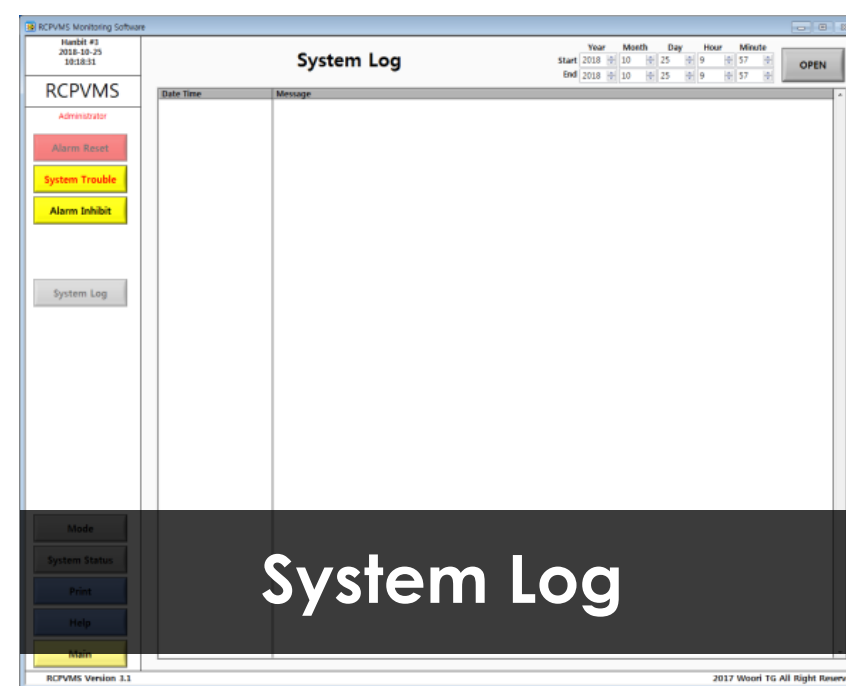 RCPVMS Monitoring Software
Hanbit #3
2018-10-25
10:18:31
System Log
Year Month Day Hour Minute
Start 2018 10 25 9 57
End 2018 10 25 9 57
OPEN
RCPVMS
Administrator
Date Time Message
Alarm Reset
System Trouble
Alarm Inhibit
System Log
Mode
System Status
Print
Help
Main
System Log
RCPVMS Version 3.1
2017 Woori TG All Right Reserv